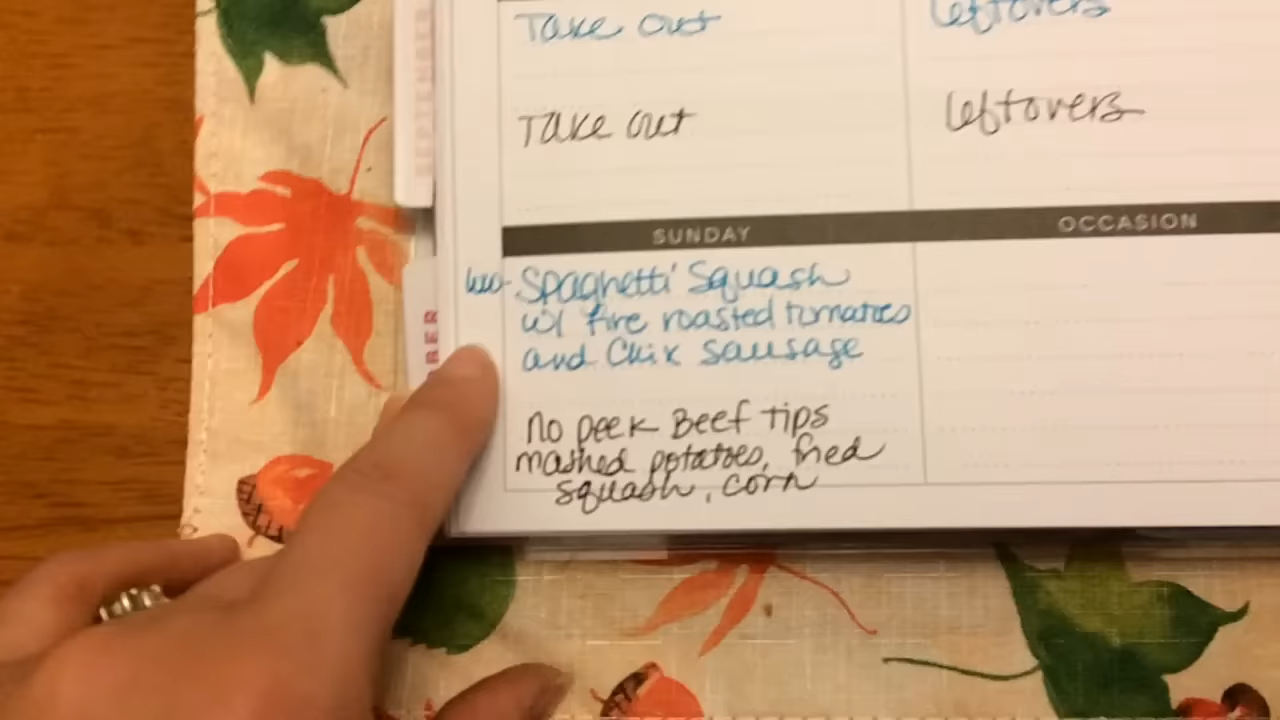 Take out
leftovers
Take out
leftovers
SUNDAY
OCCASION
Spaghetti Squash
w/ fire roasted tomatoes
and Chix sausage
no peek Beef tips
mashed potatoes, fried
squash, corn
BER